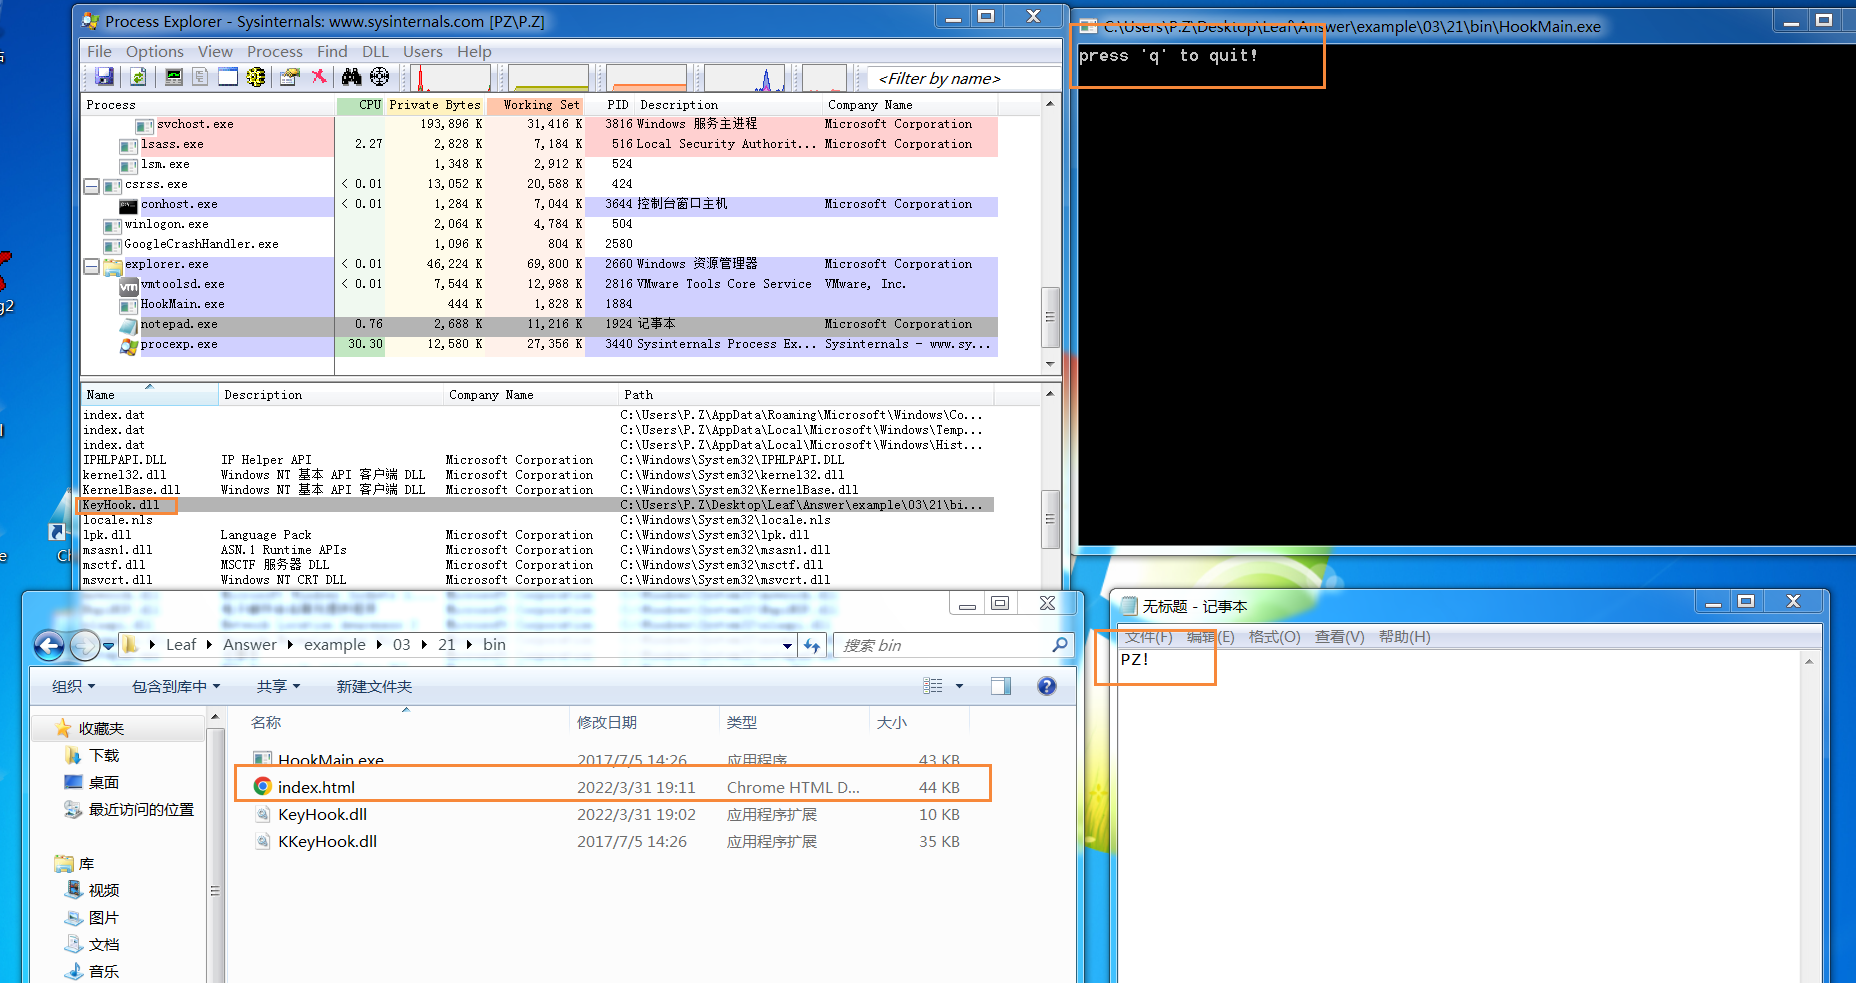 Process Explorer - Sysinternals: www.sysinternals.com [PZ\P.Z]
File Options View Process Find DLL Users Help
<Filter by name>
Process CPU Private Bytes Working Set PID Description Company Name
svchost.exe 193,896 K 31,416 K 3816 Windows 服务主进程 Microsoft Corporation
lsass.exe 2.27 2,828 K 7,184 K 516 Local Security Authorit... Microsoft Corporation
lsm.exe 1,348 K 2,912 K 524
csrss.exe < 0.01 13,052 K 20,588 K 424
conhost.exe < 0.01 1,284 K 7,044 K 3644 控制台窗口主机 Microsoft Corporation
winlogon.exe 2,064 K 4,784 K 504
GoogleCrashHandler.exe 1,096 K 804 K 2580
explorer.exe < 0.01 46,224 K 69,800 K 2660 Windows 资源管理器 Microsoft Corporation
vmtoolsd.exe < 0.01 7,544 K 12,988 K 2816 VMware Tools Core Service VMware, Inc.
HookMain.exe 444 K 1,828 K 1884
notepad.exe 0.76 2,688 K 11,216 K 1924 记事本 Microsoft Corporation
procexp.exe 30.30 12,580 K 27,356 K 3440 Sysinternals Process Ex... Sysinternals - www.sy...
Name Description Company Name Path
index.dat C:\Users\P.Z\AppData\Roaming\Microsoft\Windows\Co...
index.dat C:\Users\P.Z\AppData\Local\Microsoft\Windows\Temp...
index.dat C:\Users\P.Z\AppData\Local\Microsoft\Windows\Hist...
IPHLPAPI.DLL IP Helper API Microsoft Corporation C:\Windows\System32\IPHLPAPI.DLL
kernel32.dll Windows NT 基本 API 客户端 DLL Microsoft Corporation C:\Windows\System32\kernel32.dll
KernelBase.dll Windows NT 基本 API 客户端 DLL Microsoft Corporation C:\Windows\System32\KernelBase.dll
KeyHook.dll C:\Users\P.Z\Desktop\Leaf\Answer\example\03\21\bi...
locale.nls C:\Windows\System32\locale.nls
lpk.dll Language Pack Microsoft Corporation C:\Windows\System32\lpk.dll
msasn1.dll ASN.1 Runtime APIs Microsoft Corporation C:\Windows\System32\msasn1.dll
msctf.dll MSCTF 服务器 DLL Microsoft Corporation C:\Windows\System32\msctf.dll
msvcrt.dll Windows NT CRT DLL Microsoft Corporation C:\Windows\System32\msvcrt.dll
C:\Users\P.Z\Desktop\Leaf\Answer\example\03\21\bin\HookMain.exe
press 'q' to quit!
g2
Ch
Leaf Answer example 03 21 bin
搜索 bin
组织 包含到库中 共享 新建文件夹
名称 修改日期 类型 大小
HookMain.exe 2017/7/5 14:26 应用程序 43 KB
index.html 2022/3/31 19:11 Chrome HTML D... 44 KB
KeyHook.dll 2022/3/31 19:02 应用程序扩展 10 KB
KKeyHook.dll 2017/7/5 14:26 应用程序扩展 35 KB
收藏夹
下载
桌面
最近访问的位置
库
视频
图片
文档
音乐
无标题 - 记事本
文件(F) 编辑(E) 格式(O) 查看(V) 帮助(H)
PZ!